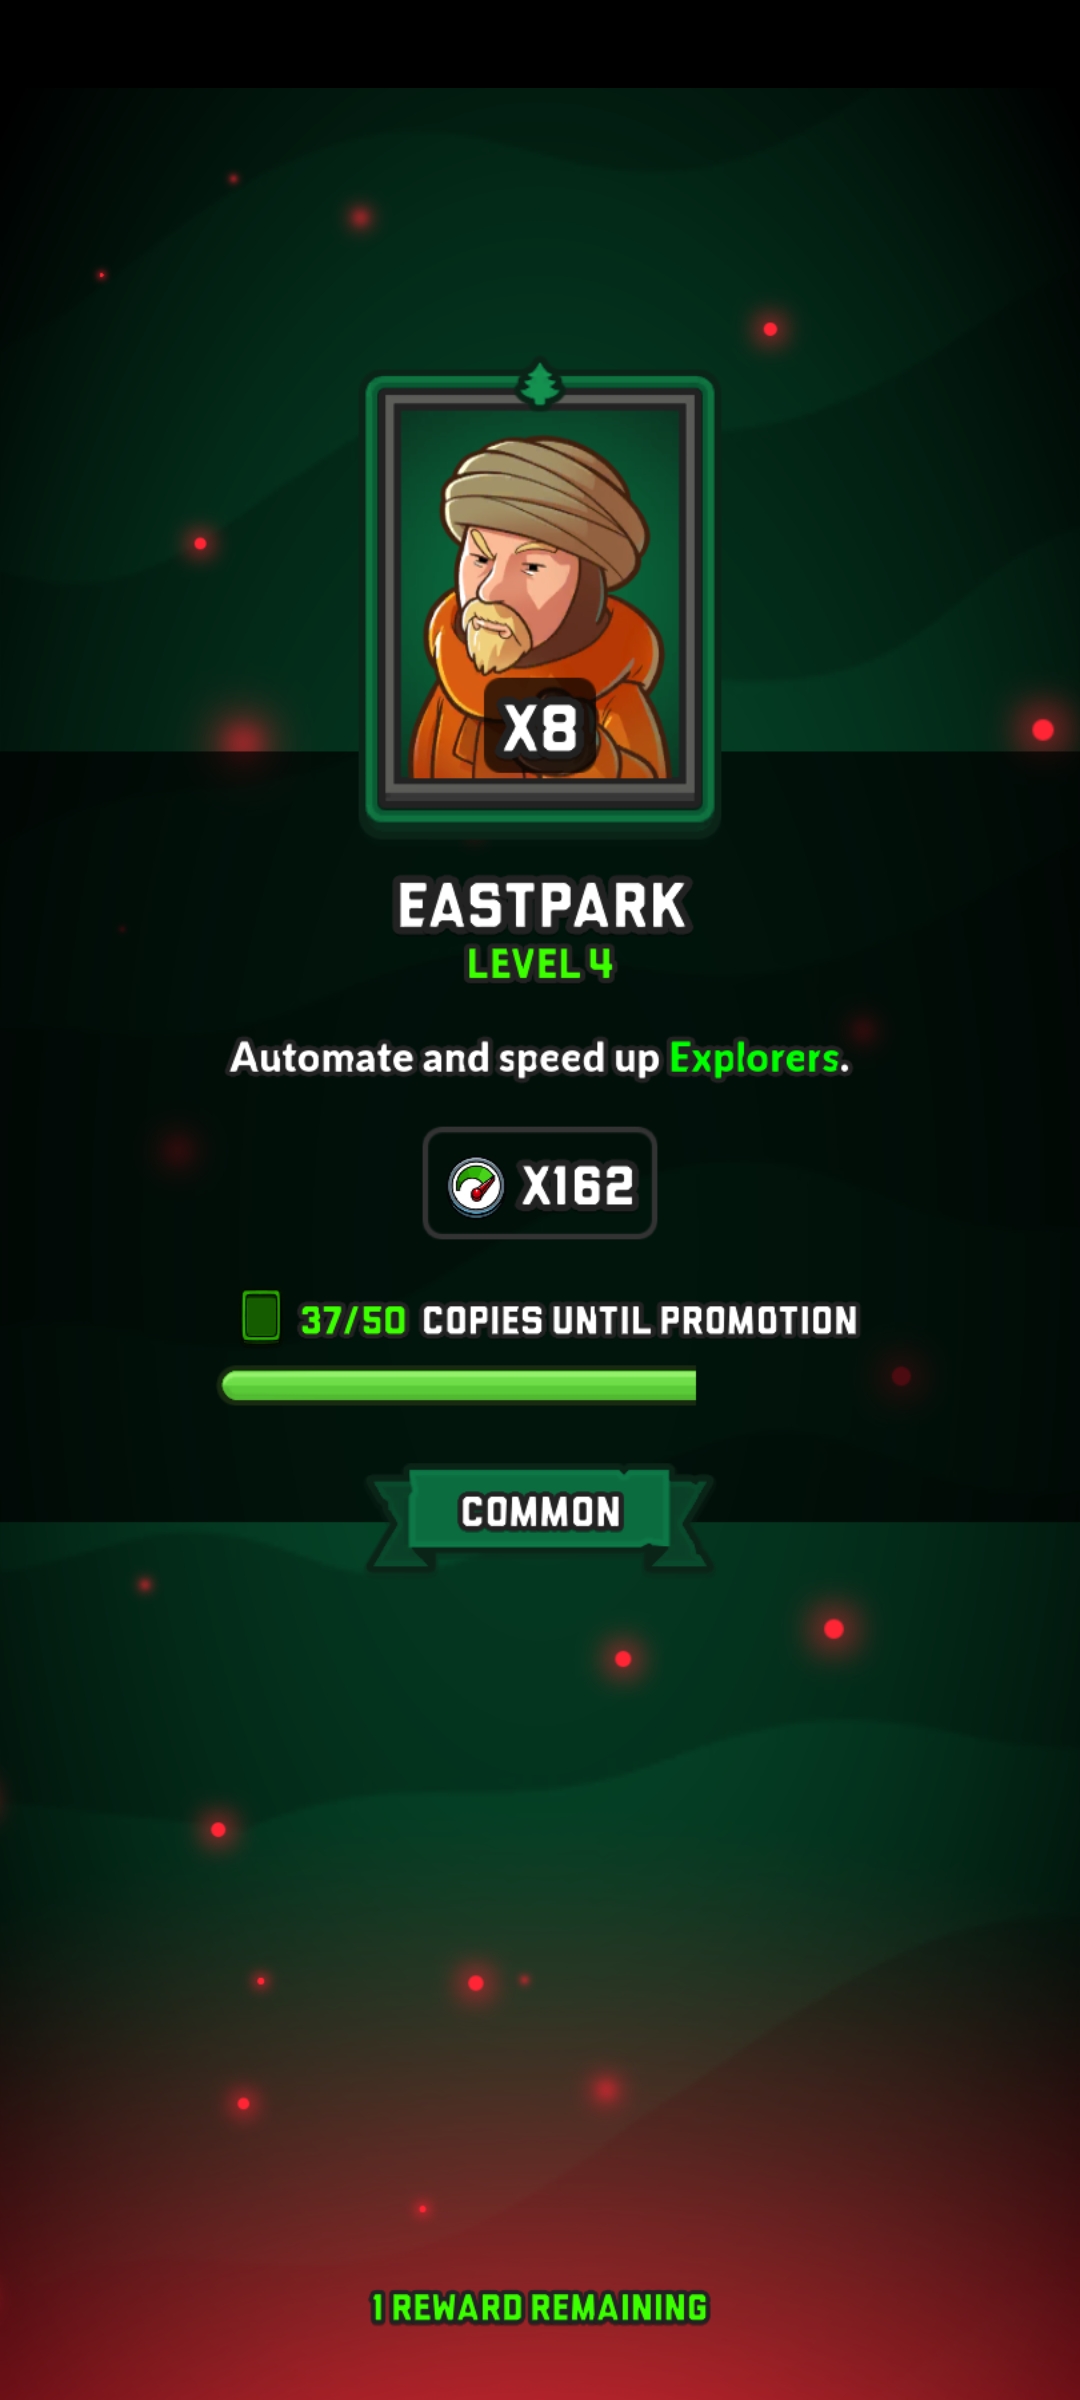 X8
EASTPARK
LEVEL 4
Automate and speed up Explorers.
X162
37/50 COPIES UNTIL PROMOTION
COMMON
1 REWARD REMAINING